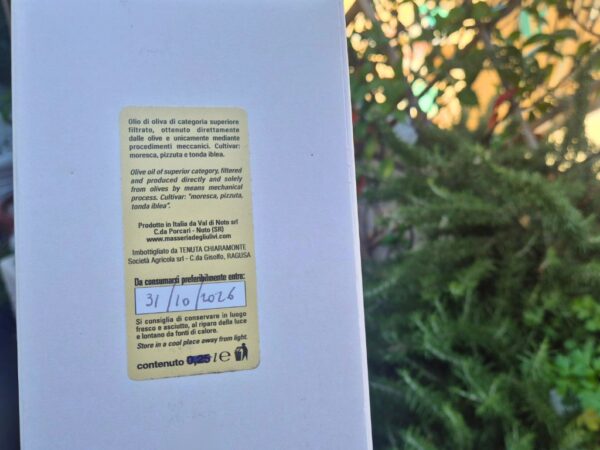 Olio di oliva di categoria superiore
filtrato, ottenuto direttamente
dalle olive e unicamente mediante
procedimenti meccanici. Cultivar:
moresca, pizzuta e tonda iblea.
Olive oil of superior category, filtered
and produced directly and solely
from olives by means mechanical
process. Cultivar: "moresca, pizzuta,
tonda iblea".
Prodotto in Italia da Val di Noto srl
C.da Porcari - Noto (SR)
www.masseriadegliulivi.com
Imbottigliato da TENUTA CHIARAMONTE
Società Agricola srl - C.da Gisolfo, RAGUSA
Da consumarsi preferibilmente entro:
31/10/2026
Si consiglia di conservare in luogo
fresco e asciutto, al riparo della luce
e lontano da fonti di calore.
Store in a cool place away from light.
contenuto 0,25 l e